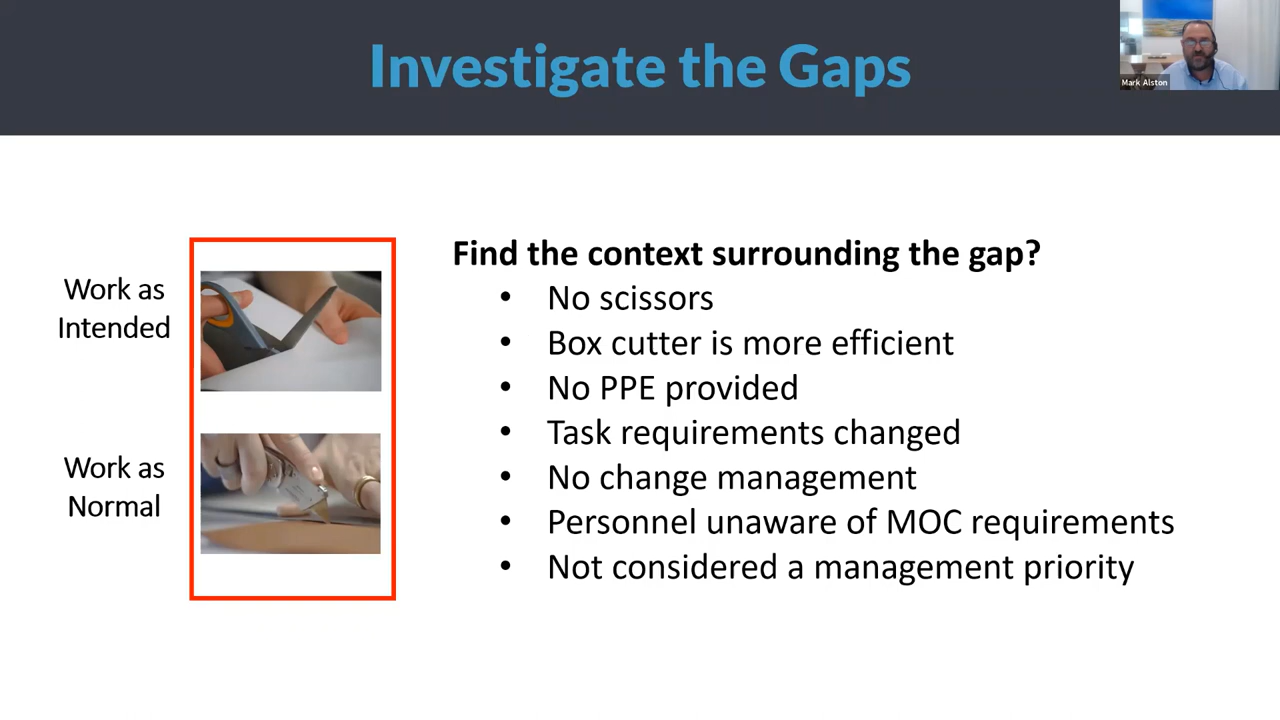 Investigate the Gaps
Mark Alston
Work as
Intended
Work as
Normal
Find the context surrounding the gap?
• No scissors
• Box cutter is more efficient
• No PPE provided
• Task requirements changed
• No change management
• Personnel unaware of MOC requirements
• Not considered a management priority